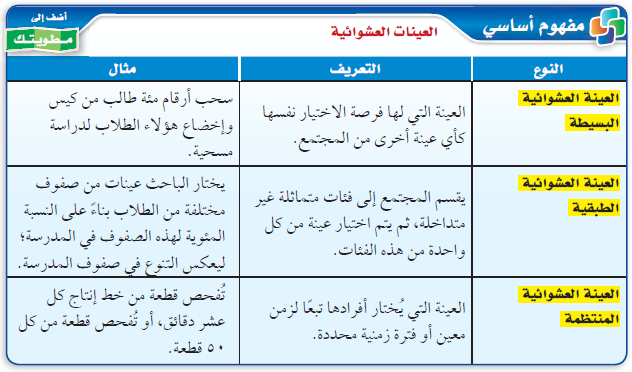 مفهوم أساسي
العينات العشوائية
أضف إلى
مطويتك
النوع
التعريف
مثال
العينة العشوائية
البسيطة
العينة التي لها فرصة الاختيار نفسها
كأي عينة أخرى من المجتمع.
سحب أرقام مئة طالب من كيس
وإخضاع هؤلاء الطلاب لدراسة
مسحية.
العينة العشوائية
الطبقية
يقسم المجتمع إلى فئات متماثلة غير
متداخلة، ثم يتم اختيار عينة من كل
واحدة من هذه الفئات.
يختار الباحث عينات من صفوف
مختلفة من الطلاب بناءً على النسبة
المئوية لهذه الصفوف في المدرسة؛
ليعكس التنوع في صفوف المدرسة.
العينة العشوائية
المنتظمة
العينة التي يُختار أفرادها تبعًا لزمن
معين أو فترة زمنية محددة.
تُفحص قطعة من خط إنتاج كل
عشر دقائق، أو تُفحص قطعة من كل
٥٠ قطعة.